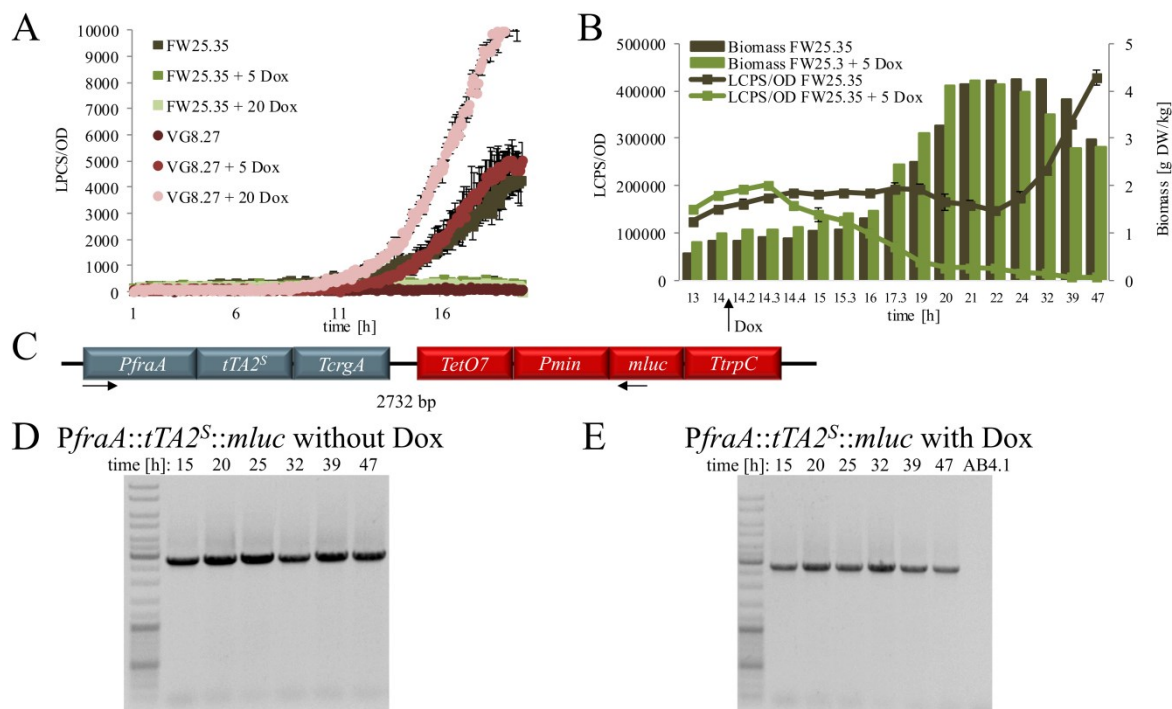 A
10000
9000
8000
7000
6000
5000
4000
3000
2000
1000
0
LPCS/OD
FW25.35
FW25.35 + 5 Dox
FW25.35 + 20 Dox
VG8.27
VG8.27 + 5 Dox
VG8.27 + 20 Dox
1 6 11 16
time [h]
B
500000
400000
300000
200000
100000
0
LCPS/OD
Biomass FW25.35
Biomass FW25.3 + 5 Dox
LCPS/OD FW25.35
LCPS/OD FW25.35 + 5 Dox
5
4
3
2
1
0
Biomass [g DW/kg]
13 14 14.2 14.3 14.4 15 15.3 16 17.3 19 20 21 22 24 32 39 47
time [h]
Dox
C
PfraA tTA2S TcrgA TetO7 Pmin mluc TtrpC
2732 bp
D PfraA::tTA2S::mluc without Dox
time [h]: 15 20 25 32 39 47
E PfraA::tTA2S::mluc with Dox
time [h]: 15 20 25 32 39 47 AB4.1